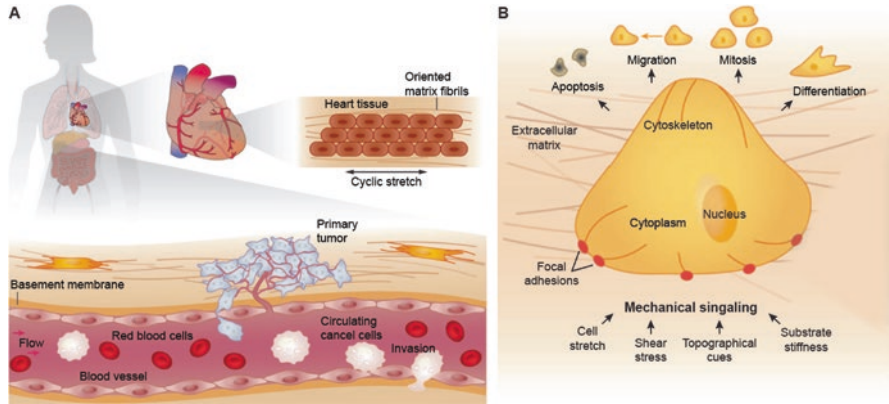 A
Heart tissue
Oriented
matrix fibrils
Cyclic stretch
Primary
tumor
Basement membrane
Flow
Red blood cells
Circulating
cancel cells
Invasion
Blood vessel
B
Apoptosis
Migration
Mitosis
Differentiation
Extracellular
matrix
Cytoskeleton
Cytoplasm
Nucleus
Focal
adhesions
Mechanical singaling
Cell
stretch
Shear
stress
Topographical
cues
Substrate
stiffness